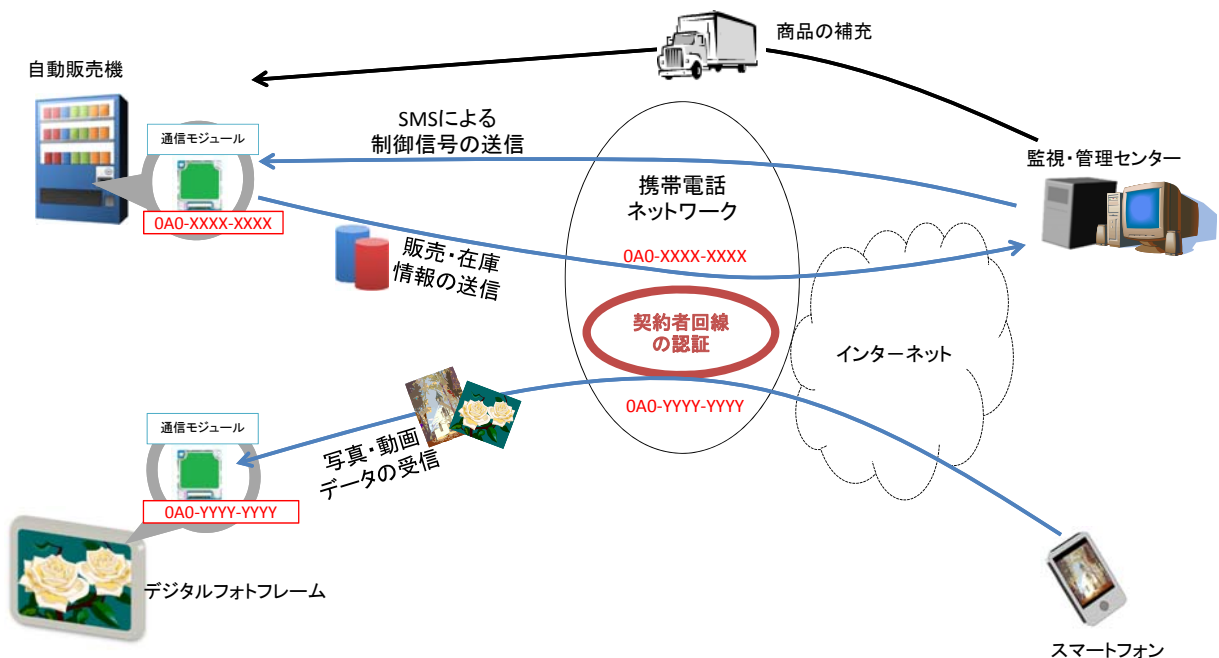 商品の補充
自動販売機
SMSによる
制御信号の送信
通信モジュール
監視・管理センター
携帯電話
ネットワーク
0A0-XXXX-XXXX
販売・在庫
情報の送信
0A0-XXXX-XXXX
契約者回線
の認証
インターネット
0A0-YYYY-YYYY
通信モジュール
写真・動画
データの受信
0A0-YYYY-YYYY
デジタルフォトフレーム
スマートフォン